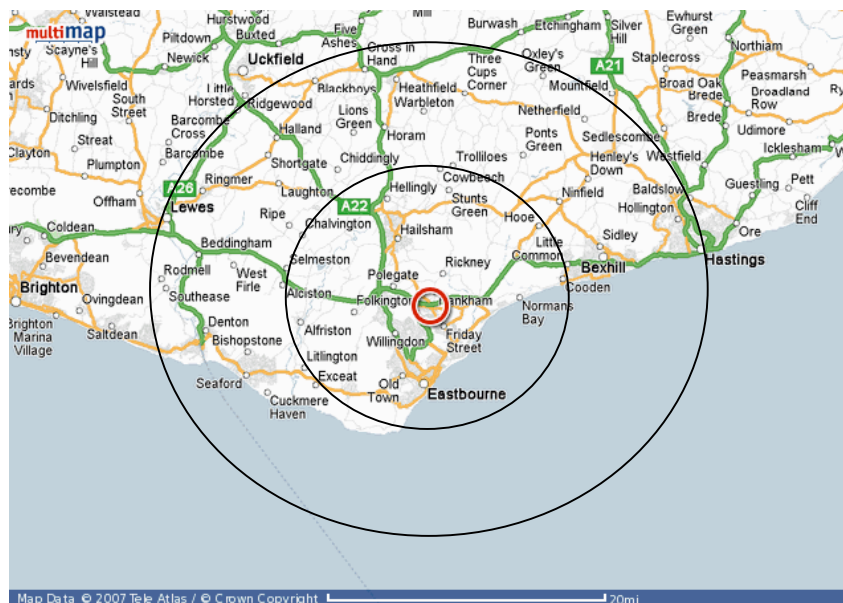 multimap
Hurstwood
Mill
Burwash
Etchingham
Silver
Hill
Ewhurst
Green
Walstead
Scayne's
Hill
Piltdown
Buxted
Five
Ashes
Newick
Uckfield
Cross in
Hand
Three
Cups
Corner
Oxley's
Green
A21
Staplecross
Northiam
Peasmarsh
Wivelsfield
South
Street
Little
Horsted
Ridgewood
Blackboys
Heathfield
Warbleton
Mountfield
Broad Oak
Brede
Broadland
Row
Ditchling
Barcombe
Cross
Halland
Lions
Green
Netherfield
Brede
Streat
Horam
Sedlescombe
Udimore
Clayton
Plumpton
Barcombe
Shortgate
Chiddingly
Trolliloes
Ponts
Green
Westfield
Icklesham
A26
Ringmer
Laughton
Hellingly
Cowbeech
Henley's
Down
Baldslow
Guestling
Pett
Offham
Lewes
Ripe
A22
Stunts
Green
Ninfield
Hollington
Cliff
End
Coldean
Chalvington
Hailsham
Hooe
Ore
Bevendean
Beddingham
Selmeston
Little
Common
Sidley
Hastings
Brighton
Rodmell
West
Firle
Alciston
Polegate
Rickney
Bexhill
Southease
Folkington
Cooden
Ovingdean
Normans
Bay
Brighton
Marina
Village
Saltdean
Denton
Alfriston
Willingdon
Friday
Street
Bishopstone
Litlington
Seaford
Exceat
Old
Town
Eastbourne
Cuckmere
Haven
Map Data © 2007 Tele Atlas / © Crown Copyright
20mi